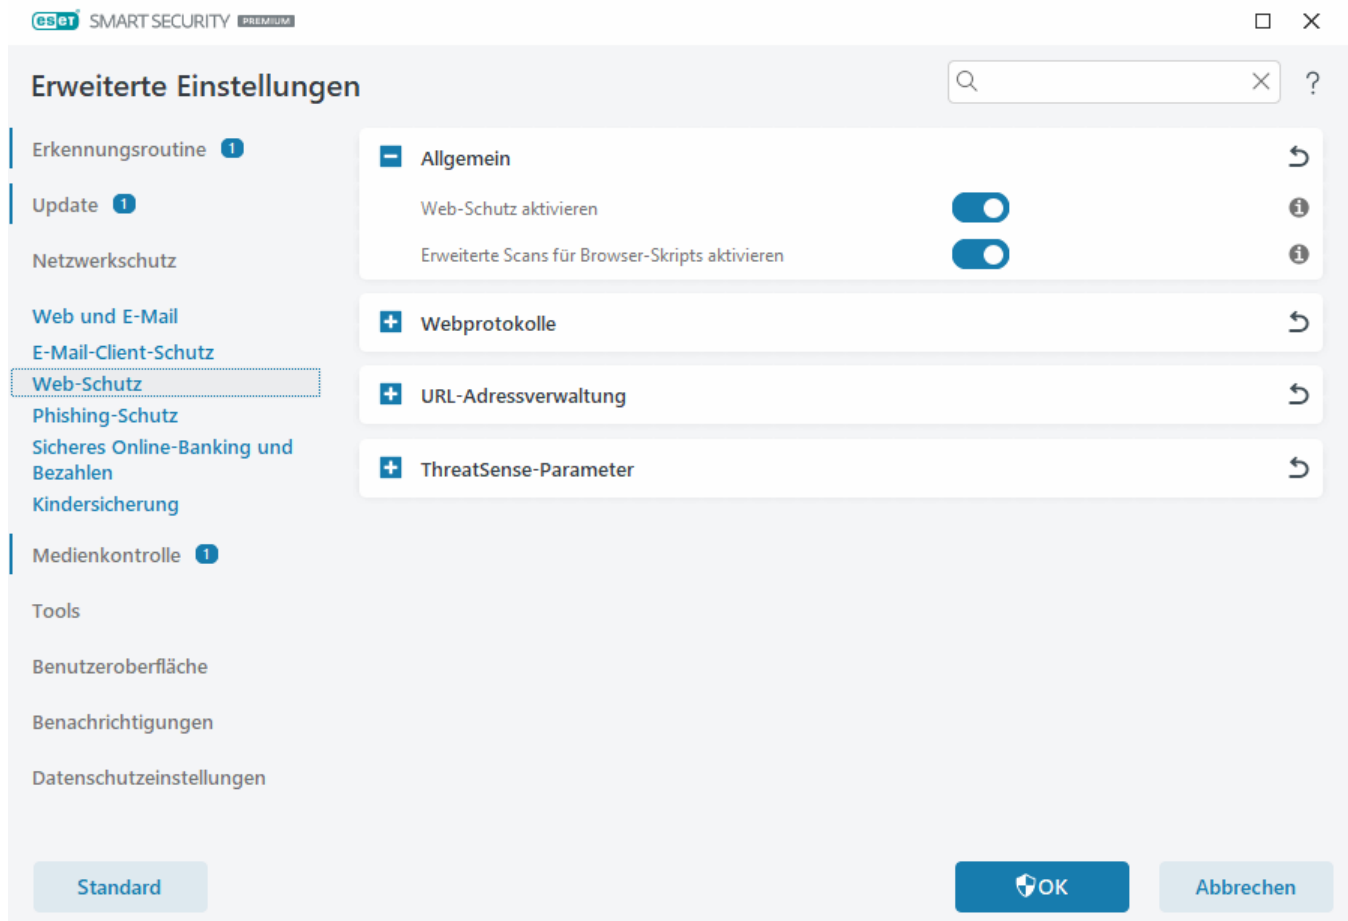 eseT SMART SECURITY PREMIUM
Erweiterte Einstellungen
?
Erkennungsroutine 1
Update 1
Netzwerkschutz
Web und E-Mail
E-Mail-Client-Schutz
Web-Schutz
Phishing-Schutz
Sicheres Online-Banking und
Bezahlen
Kindersicherung
Medienkontrolle 1
Tools
Benutzeroberfläche
Benachrichtigungen
Datenschutzeinstellungen
Allgemein
Web-Schutz aktivieren
Erweiterte Scans für Browser-Skripts aktivieren
Webprotokolle
URL-Adressverwaltung
ThreatSense-Parameter
Standard
OK
Abbrechen